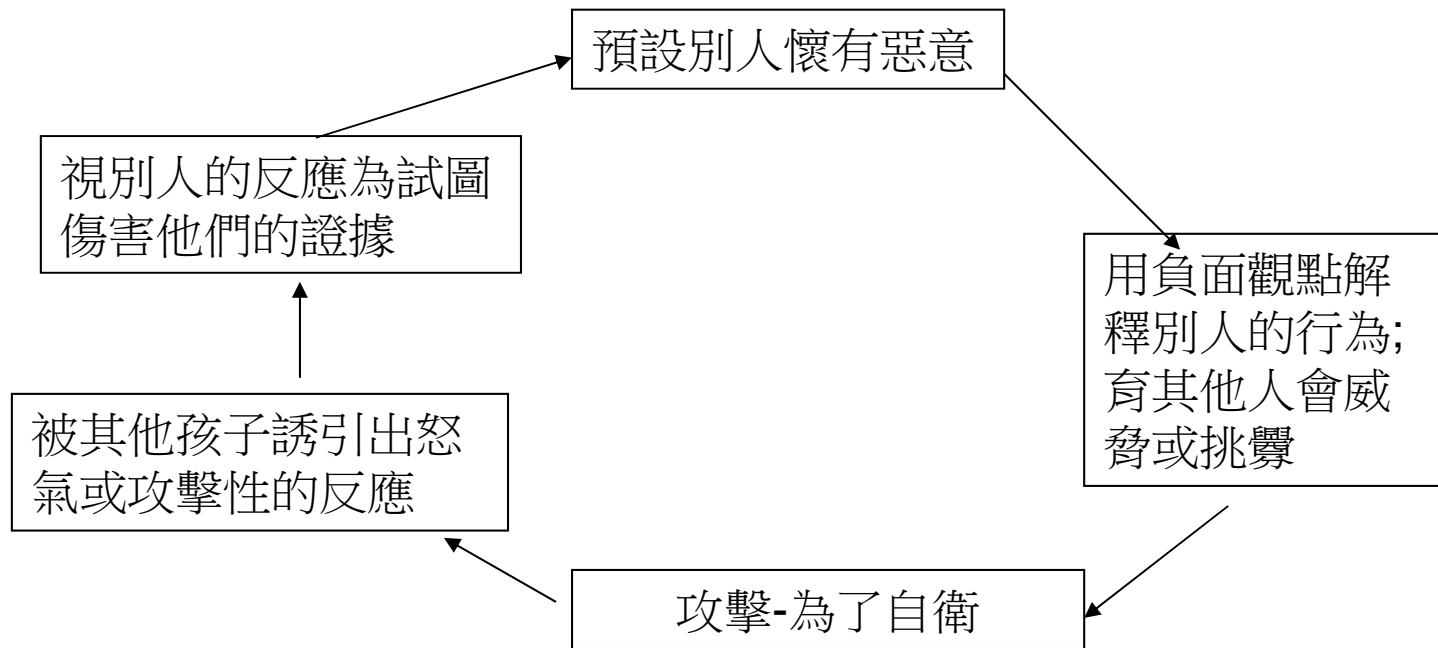 預設別人懷有惡意
視別人的反應為試圖
傷害他們的證據
用負面觀點解
釋別人的行為;
育其他人會威
脅或挑釁
被其他孩子誘引出怒
氣或攻擊性的反應
攻擊-為了自衛